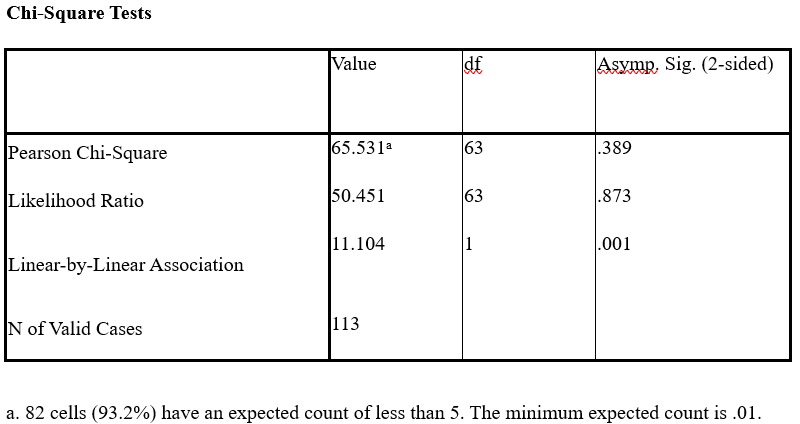 Chi-Square Tests
Value df Asymp. Sig. (2-sided)
Pearson Chi-Square 65.531ᵃ 63 .389
Likelihood Ratio 50.451 63 .873
Linear-by-Linear Association 11.104 1 .001
N of Valid Cases 113
a. 82 cells (93.2%) have an expected count of less than 5. The minimum expected count is .01.